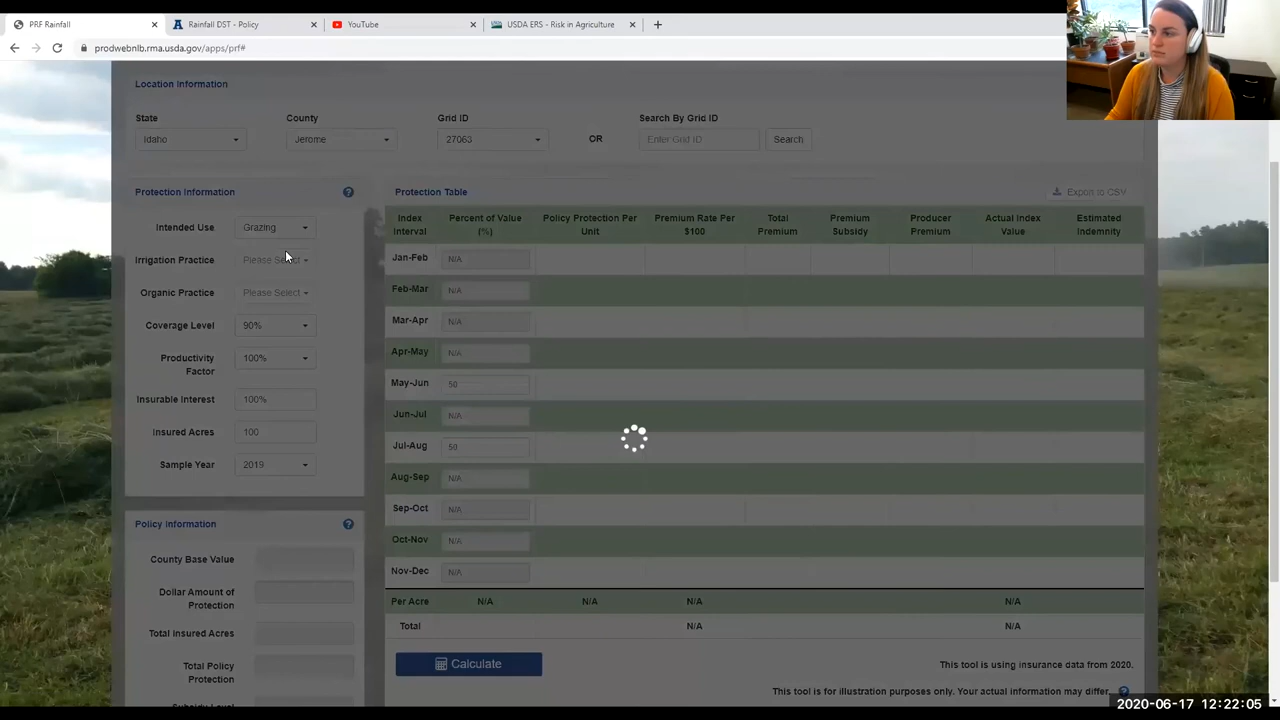 PRF Rainfall
Rainfall DST - Policy
YouTube
USDA ERS - Risk in Agriculture
prodwebnlb.rma.usda.gov/apps/prf#
Location Information
State
County
Grid ID
Search By Grid ID
Idaho
Jerome
27063
OR
Enter Grid ID
Search
Protection Information
Intended Use
Grazing
Irrigation Practice
Please Select
Organic Practice
Please Select
Coverage Level
90%
Productivity
Factor
100%
Insurable Interest
100%
Insured Acres
100
Sample Year
2019
Policy Information
County Base Value
Dollar Amount of
Protection
Total Insured Acres
Total Policy
Protection
Subsidy Level
Protection Table
Export to CSV
Index Interval
Percent of Value (%)
Policy Protection Per Unit
Premium Rate Per $100
Total Premium
Premium Subsidy
Producer Premium
Actual Index Value
Estimated Indemnity
Jan-Feb N/A
Feb-Mar N/A
Mar-Apr N/A
Apr-May N/A
May-Jun 50
Jun-Jul N/A
Jul-Aug 50
Aug-Sep N/A
Sep-Oct N/A
Oct-Nov N/A
Nov-Dec N/A
Per Acre N/A N/A N/A N/A
Total N/A N/A
Calculate
This tool is using insurance data from 2020.
This tool is for illustration purposes only. Your actual information may differ.
2020-06-17 12:22:05